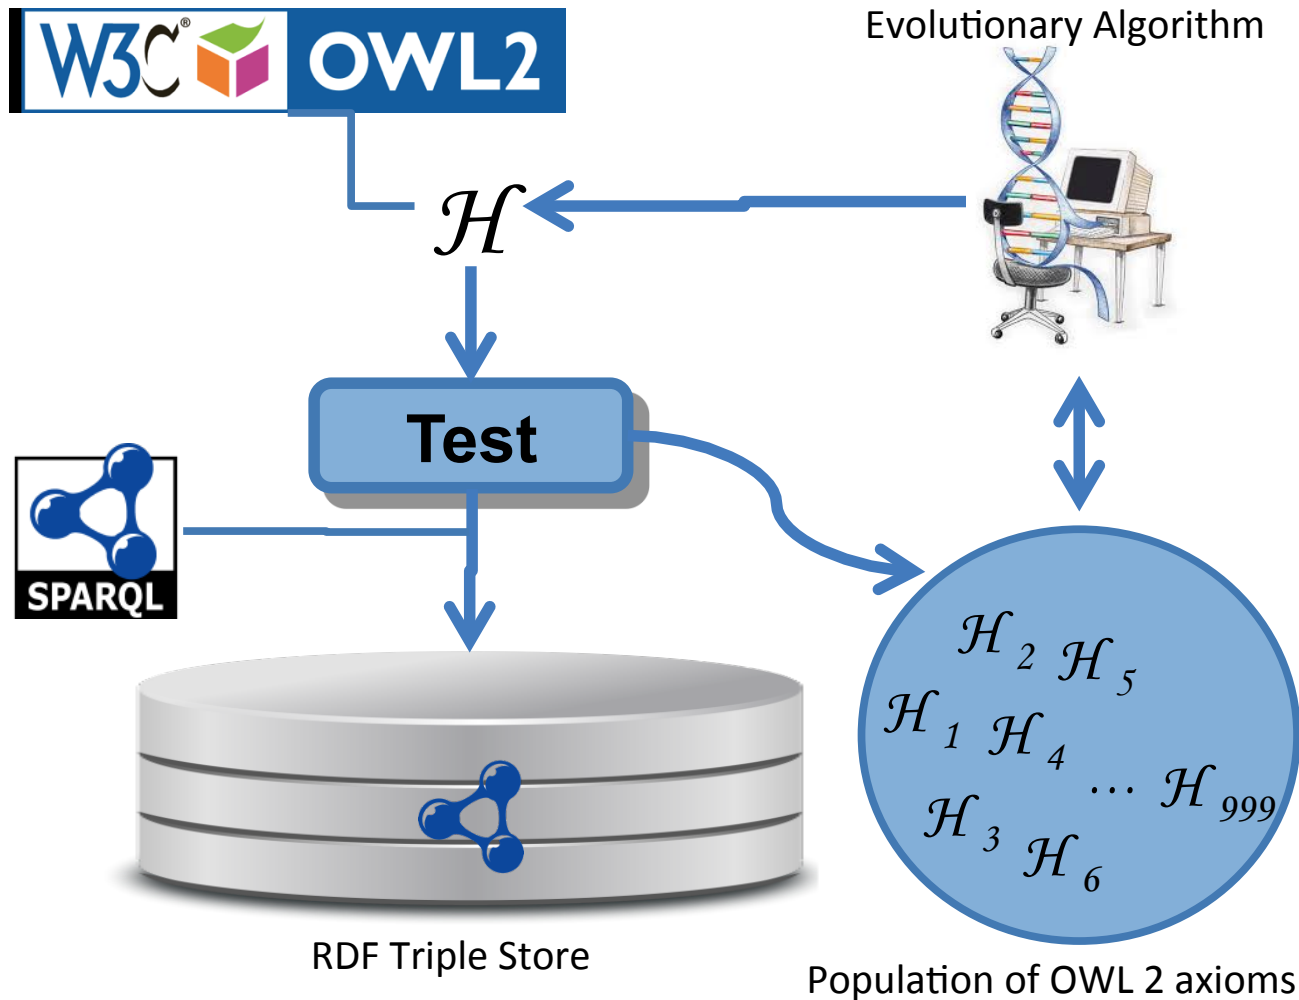 W3C® OWL2
Evolutionary Algorithm
ℋ
Test
SPARQL
ℋ 2 ℋ 5
ℋ 1 ℋ 4
... ℋ 999
ℋ 3 ℋ 6
RDF Triple Store
Population of OWL 2 axioms